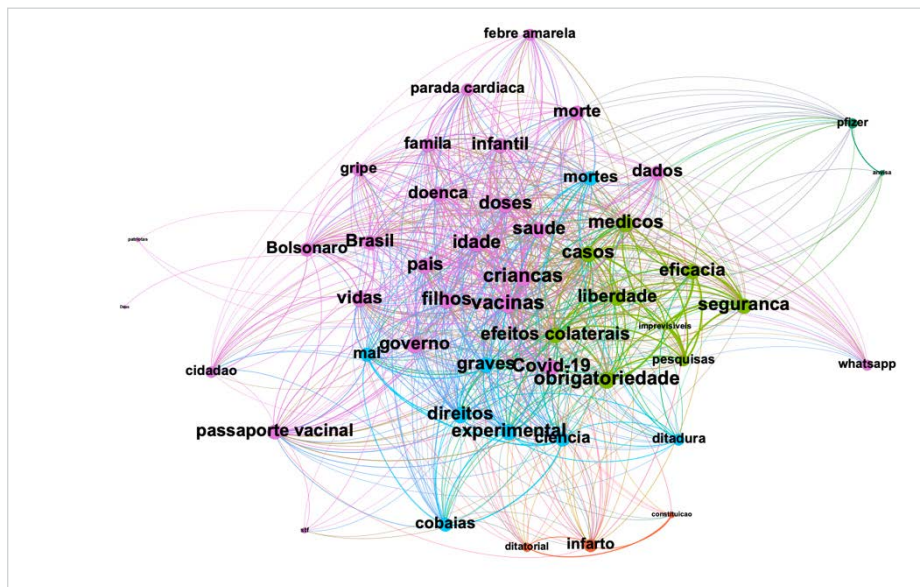 febre amarela
parada cardiaca
morte
pfizer
famila
infantil
gripe
mortes
dados
anvisa
doenca
doses
medicos
saude
Bolsonaro
Brasil
idade
casos
pais
criancas
eficacia
vidas
filhos
vacinas
liberdade
seguranca
imprevisiveis
efeitos colaterais
governo
mal
graves
Covid-19
pesquisas
whatsapp
cidadao
obrigatoriedade
direitos
passaporte vacinal
experimental
ciencia
ditadura
constituicao
cobaias
stf
ditatorial
infarto